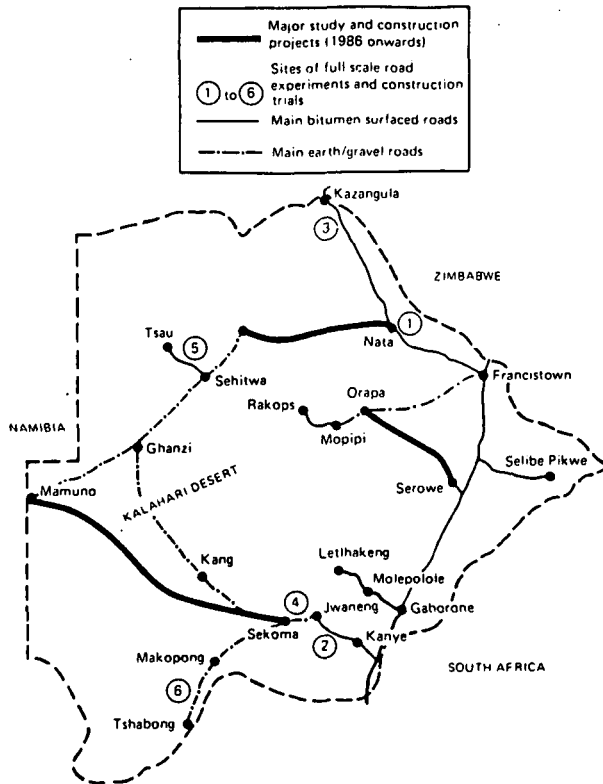 Major study and construction
projects (1986 onwards)
Sites of full scale road
① to ⑥ experiments and construction
trials
Main bitumen surfaced roads
Main earth/gravel roads
Kazangula
③
ZIMBABWE
Tsau
⑤
①
Nata
Sehitwa
Francistown
Orapa
Rakops
Mopipi
NAMIBIA
Ghanzi
Selibe Pikwe
Mamuno
KALAHARI DESERT
Serowe
Kang
Letlhakeng
Molepolole
④
Jwaneng
Gaborone
Sekoma
②
Kanye
Makopong
SOUTH AFRICA
⑥
Tshabong